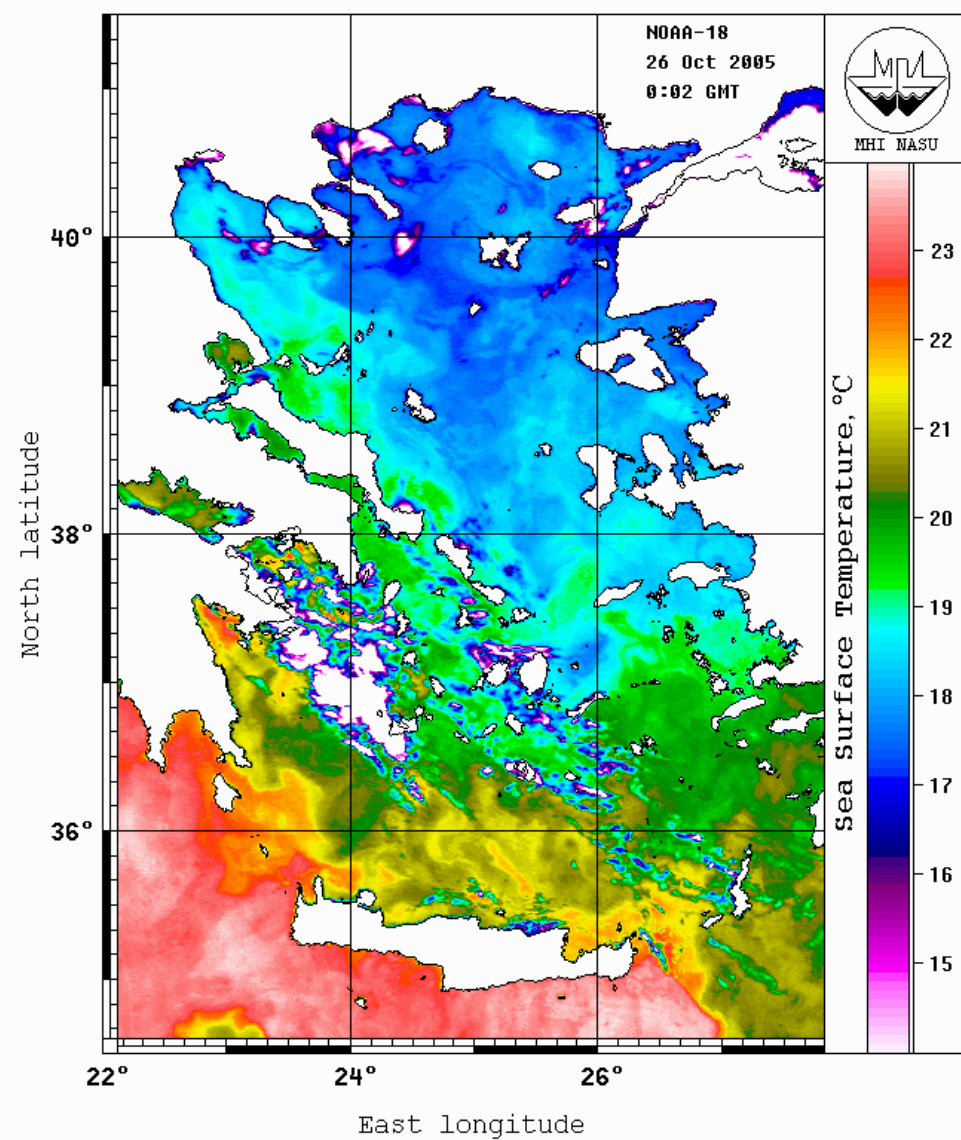 NOAA-18
26 Oct 2005
0:02 GMT
MHI NASU
40°
38°
36°
North latitude
22°
24°
26°
East longitude
Sea Surface Temperature, °C
23
22
21
20
19
18
17
16
15